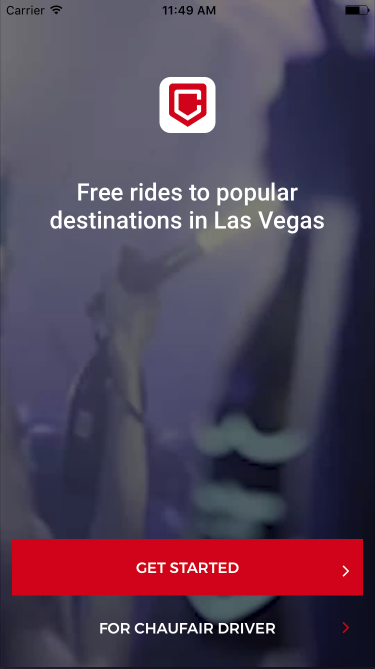 Carrier 11:49 AM
Free rides to popular
destinations in Las Vegas
GET STARTED
FOR CHAUFAIR DRIVER